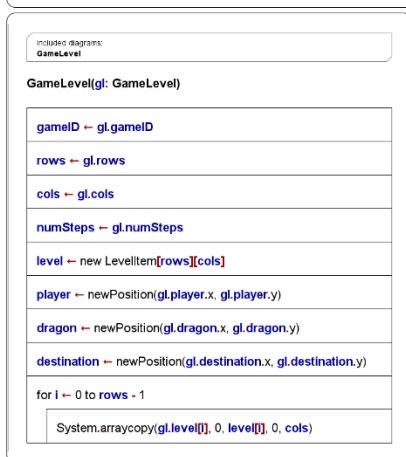 Included diagrams:
GameLevel
GameLevel(gl: GameLevel)
gameID ← gl.gameID
rows ← gl.rows
cols ← gl.cols
numSteps ← gl.numSteps
level ← new LevelItem[rows][cols]
player ← newPosition(gl.player.x, gl.player.y)
dragon ← newPosition(gl.dragon.x, gl.dragon.y)
destination ← newPosition(gl.destination.x, gl.destination.y)
for i ← 0 to rows - 1
System.arraycopy(gl.level[i], 0, level[i], 0, cols)